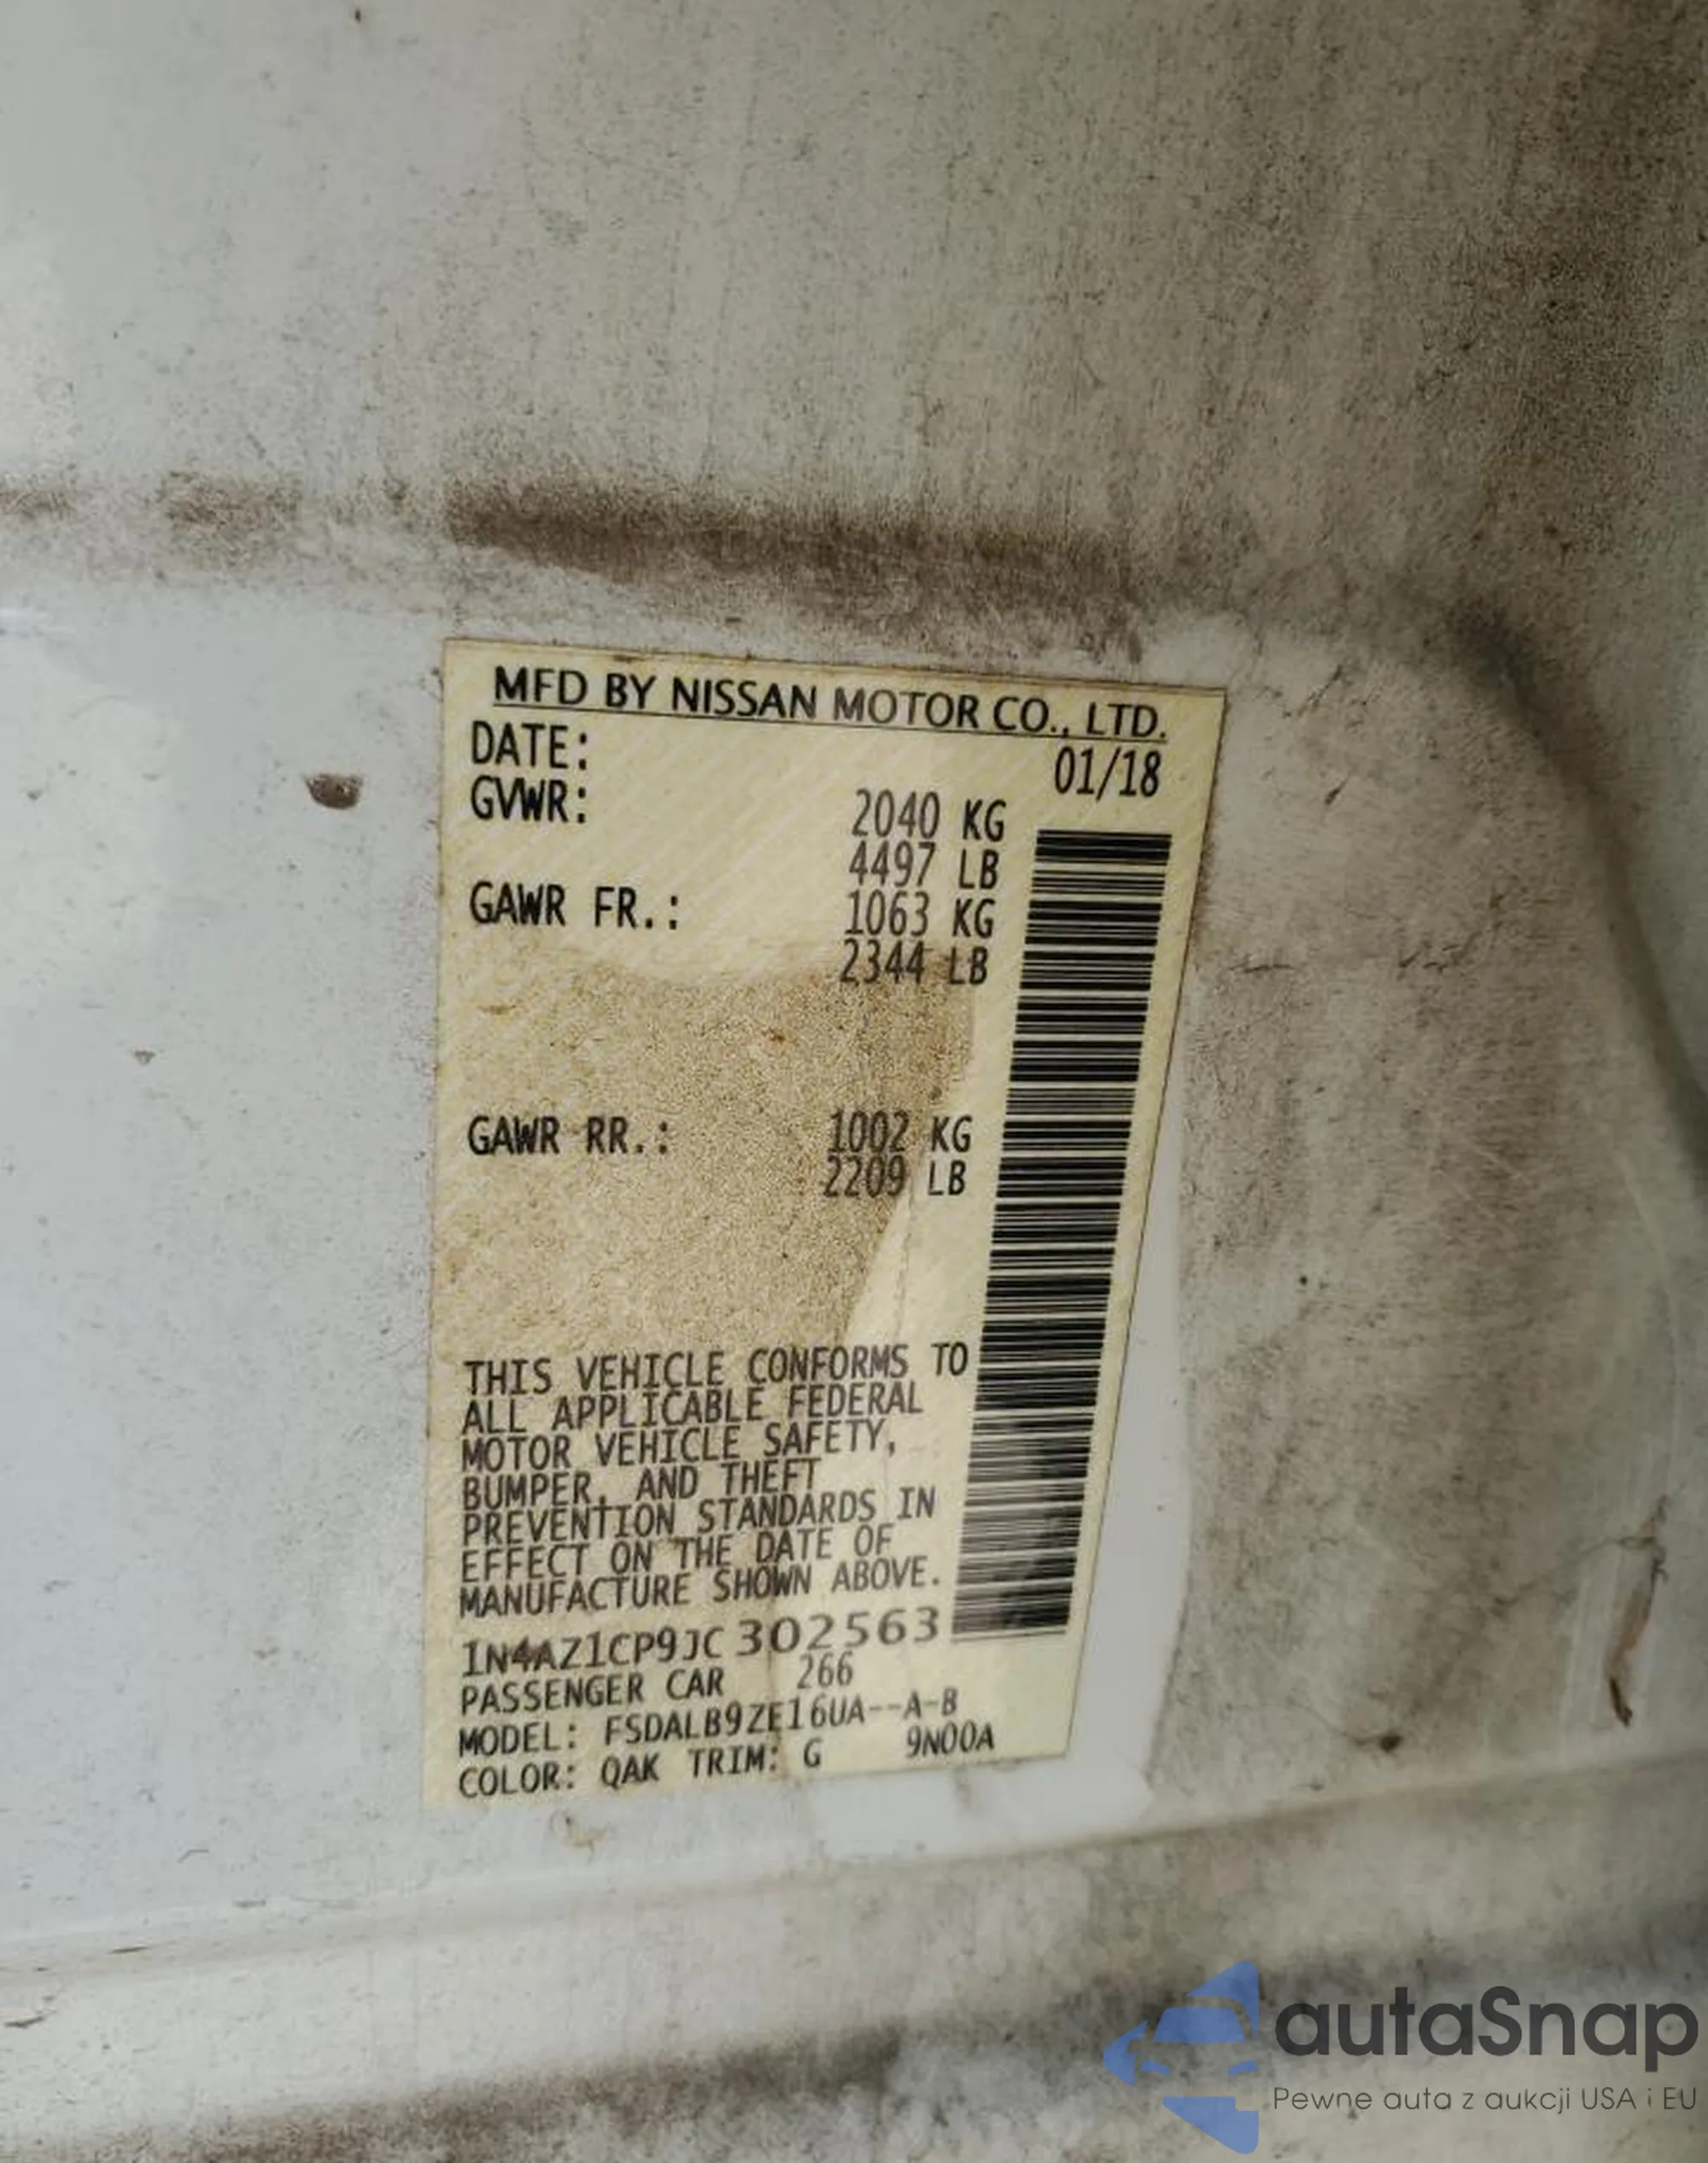 MFD BY NISSAN MOTOR CO., LTD.
DATE: 01/18
GVWR: 2040 KG
4497 LB
GAWR FR.: 1063 KG
2344 LB
GAWR RR.: 1002 KG
2209 LB
THIS VEHICLE CONFORMS TO
ALL APPLICABLE FEDERAL
MOTOR VEHICLE SAFETY,
BUMPER, AND THEFT
PREVENTION STANDARDS IN
EFFECT ON THE DATE OF
MANUFACTURE SHOWN ABOVE.
1N4AZ1CP9JC302563
PASSENGER CAR 266
MODEL: FSDALB9ZE16UA--A-B
COLOR: QAK TRIM: G 9N00A
autaSnap
Pewne auta z aukcji USA i EU